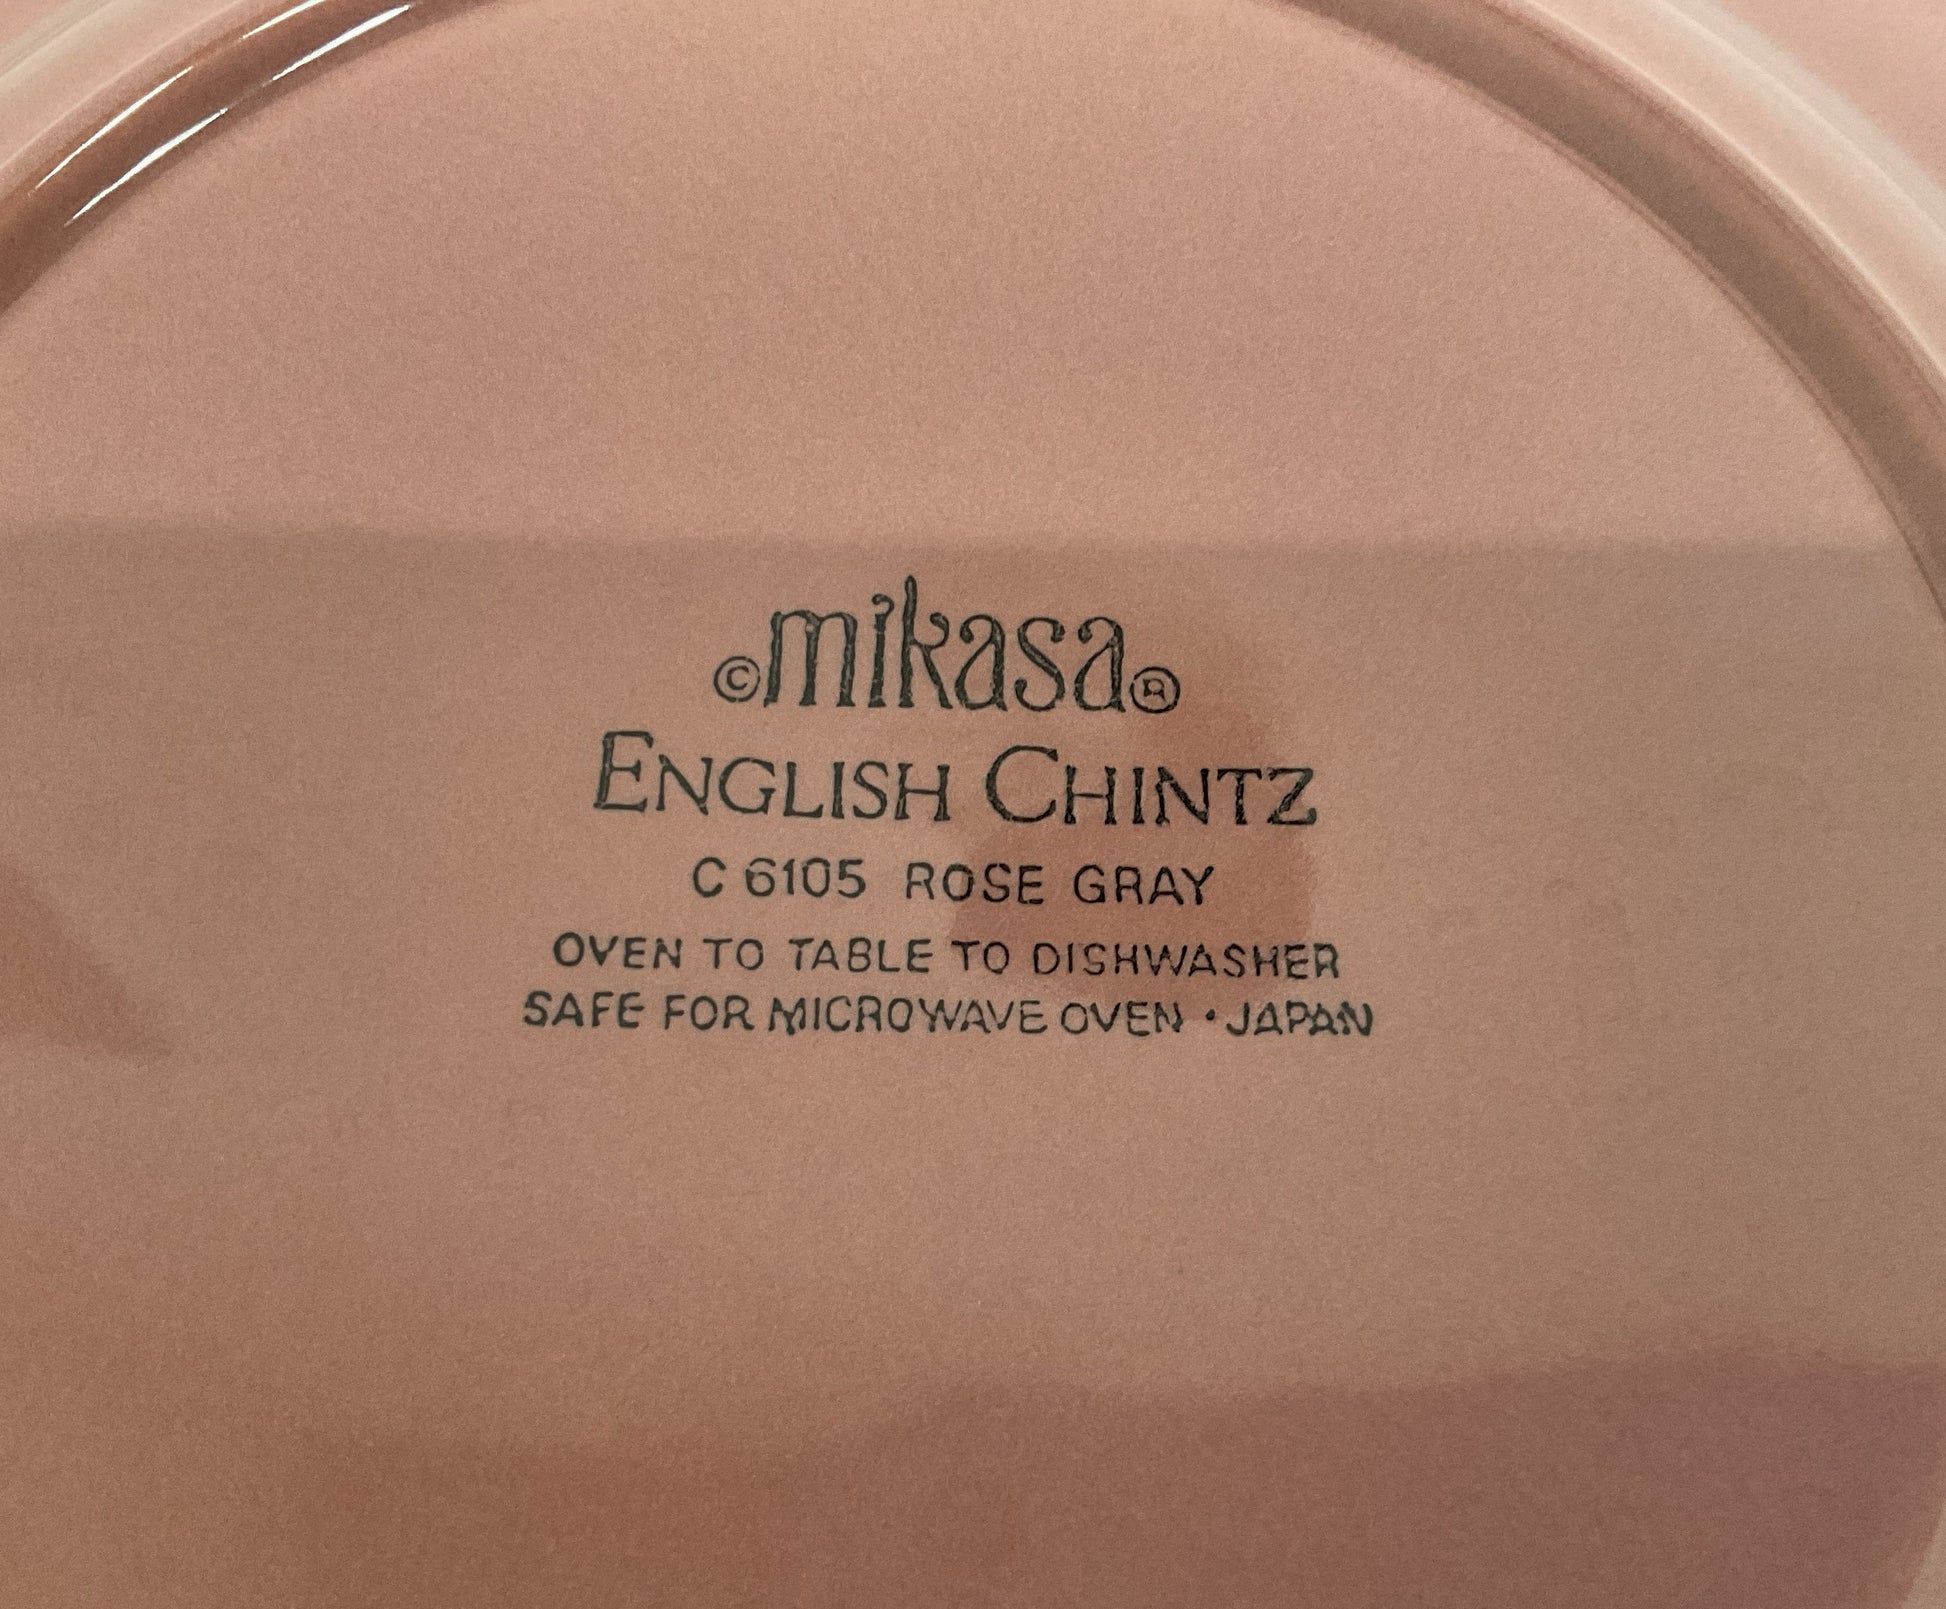 ©mikasa®
ENGLISH CHINTZ
C 6105 ROSE GRAY
OVEN TO TABLE TO DISHWASHER
SAFE FOR MICROWAVE OVEN · JAPAN